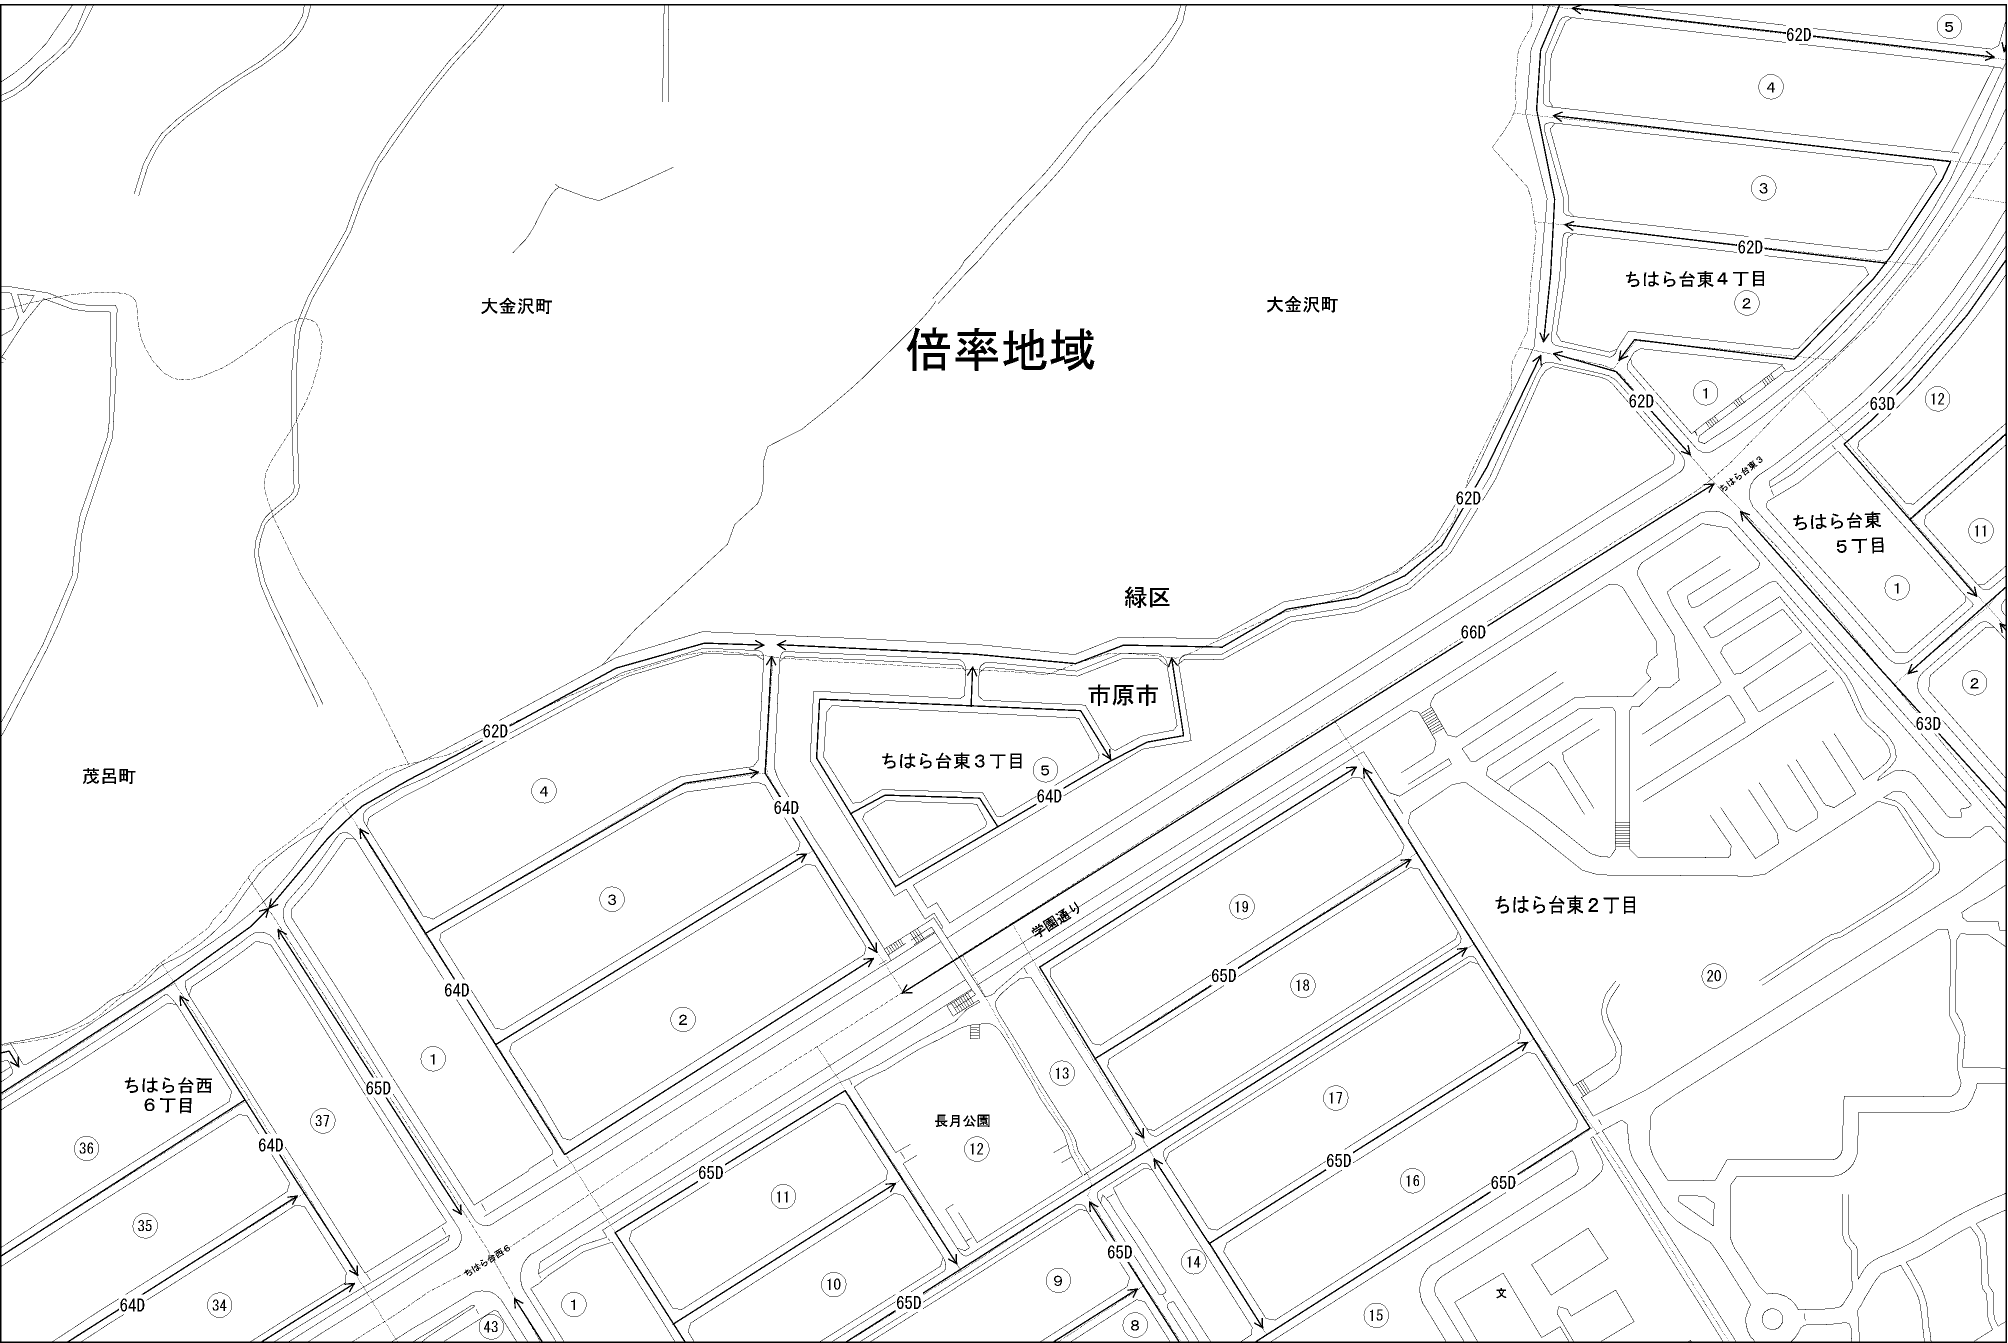 ⑤
62D
④
③
62D
大金沢町
大金沢町
ちはら台東４丁目
②
倍率地域
62D
①
63D
⑫
ちはら台東３
62D
ちはら台東
５丁目
⑪
①
緑区
66D
②
市原市
62D
63D
ちはら台東３丁目
⑤
茂呂町
④
64D
64D
③
⑲
学園通り
ちはら台東２丁目
65D
⑳
64D
⑱
②
①
⑬
ちはら台西
６丁目
65D
⑰
㊲
長月公園
⑫
㊱
64D
65D
65D
⑯
65D
⑪
㉟
65D
⑭
ちはら台西６
⑨
⑩
文
64D
㉞
①
65D
⑮
㊸
⑧